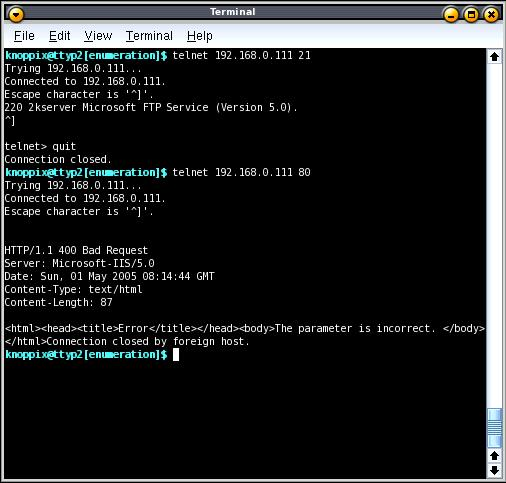 Terminal
File Edit View Terminal Help
knoppix@ttyp2[enumeration]$ telnet 192.168.0.111 21
Trying 192.168.0.111...
Connected to 192.168.0.111.
Escape character is '^]'.
220 2kserver Microsoft FTP Service (Version 5.0).
^]
telnet> quit
Connection closed.
knoppix@ttyp2[enumeration]$ telnet 192.168.0.111 80
Trying 192.168.0.111...
Connected to 192.168.0.111.
Escape character is '^]'.
HTTP/1.1 400 Bad Request
Server: Microsoft-IIS/5.0
Date: Sun, 01 May 2005 08:14:44 GMT
Content-Type: text/html
Content-Length: 87
<html><head><title>Error</title></head><body>The parameter is incorrect. </body>
</html>Connection closed by foreign host.
knoppix@ttyp2[enumeration]$